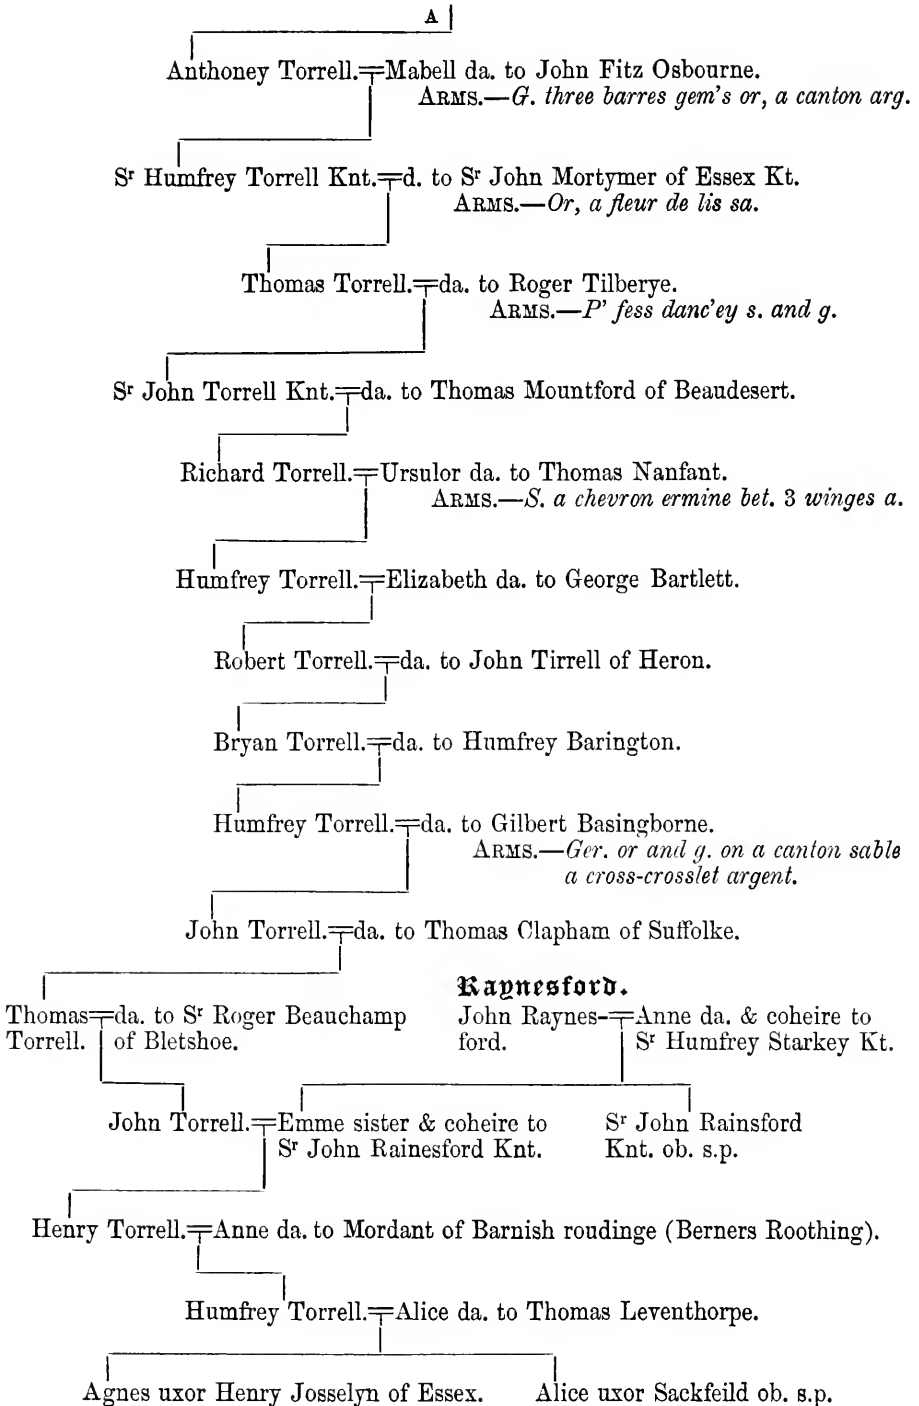 A
Anthoney Torrell.=Mabell da. to John Fitz Osbourne.
ARMS.—G. three barres gem's or, a canton arg.
Sr Humfrey Torrell Knt.=d. to Sr John Mortymer of Essex Kt.
ARMS.—Or, a fleur de lis sa.
Thomas Torrell.=da. to Roger Tilberye.
ARMS.—P' fess danc'ey s. and g.
Sr John Torrell Knt.=da. to Thomas Mountford of Beaudesert.
Richard Torrell.=Ursulor da. to Thomas Nanfant.
ARMS.—S. a chevron ermine bet. 3 winges a.
Humfrey Torrell.=Elizabeth da. to George Bartlett.
Robert Torrell.=da. to John Tirrell of Heron.
Bryan Torrell.=da. to Humfrey Barington.
Humfrey Torrell.=da. to Gilbert Basingborne.
ARMS.—Ger. or and g. on a canton sable
a cross-crosslet argent.
John Torrell.=da. to Thomas Clapham of Suffolke.
Thomas=da. to Sr Roger Beauchamp
Torrell. of Bletshoe.
Raynesford.
John Raynes-=Anne da. & coheire to
ford. Sr Humfrey Starkey Kt.
John Torrell.=Emme sister & coheire to
Sr John Rainesford Knt.
Sr John Rainsford
Knt. ob. s.p.
Henry Torrell.=Anne da. to Mordant of Barnish roudinge (Berners Roothing).
Humfrey Torrell.=Alice da. to Thomas Leventhorpe.
Agnes uxor Henry Josselyn of Essex.
Alice uxor Sackfeild ob. s.p.